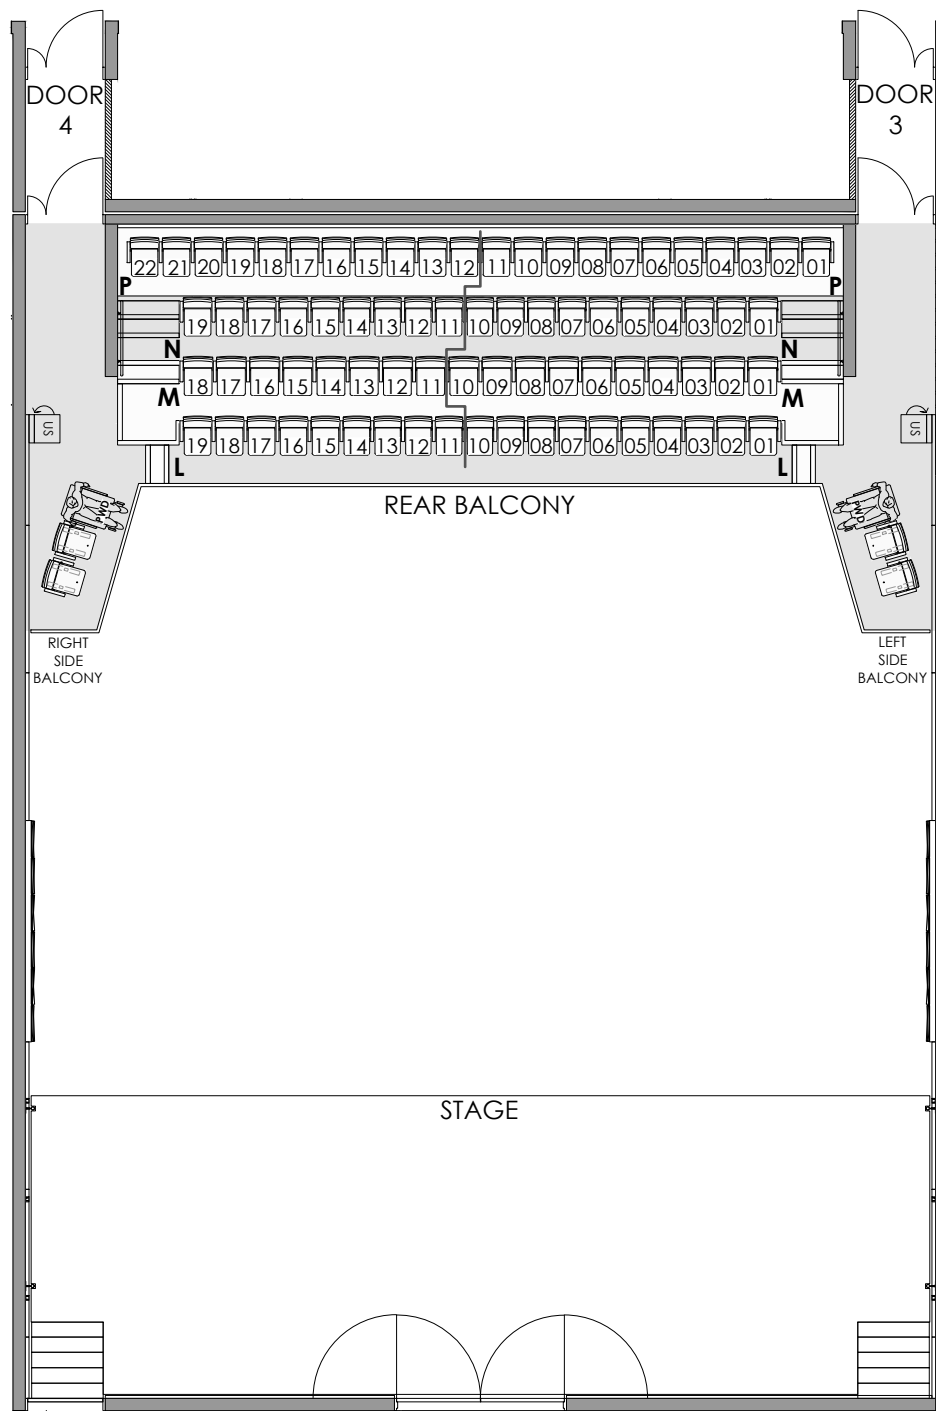 DOOR
4
DOOR
3
22 21 20 19 18 17 16 15 14 13 12 11 10 09 08 07 06 05 04 03 02 01
P P
19 18 17 16 15 14 13 12 11 10 09 08 07 06 05 04 03 02 01
N N
18 17 16 15 14 13 12 11 10 09 08 07 06 05 04 03 02 01
M M
US US
19 18 17 16 15 14 13 12 11 10 09 08 07 06 05 04 03 02 01
L L
REAR BALCONY
PWD PWD
RIGHT
SIDE
BALCONY
LEFT
SIDE
BALCONY
STAGE